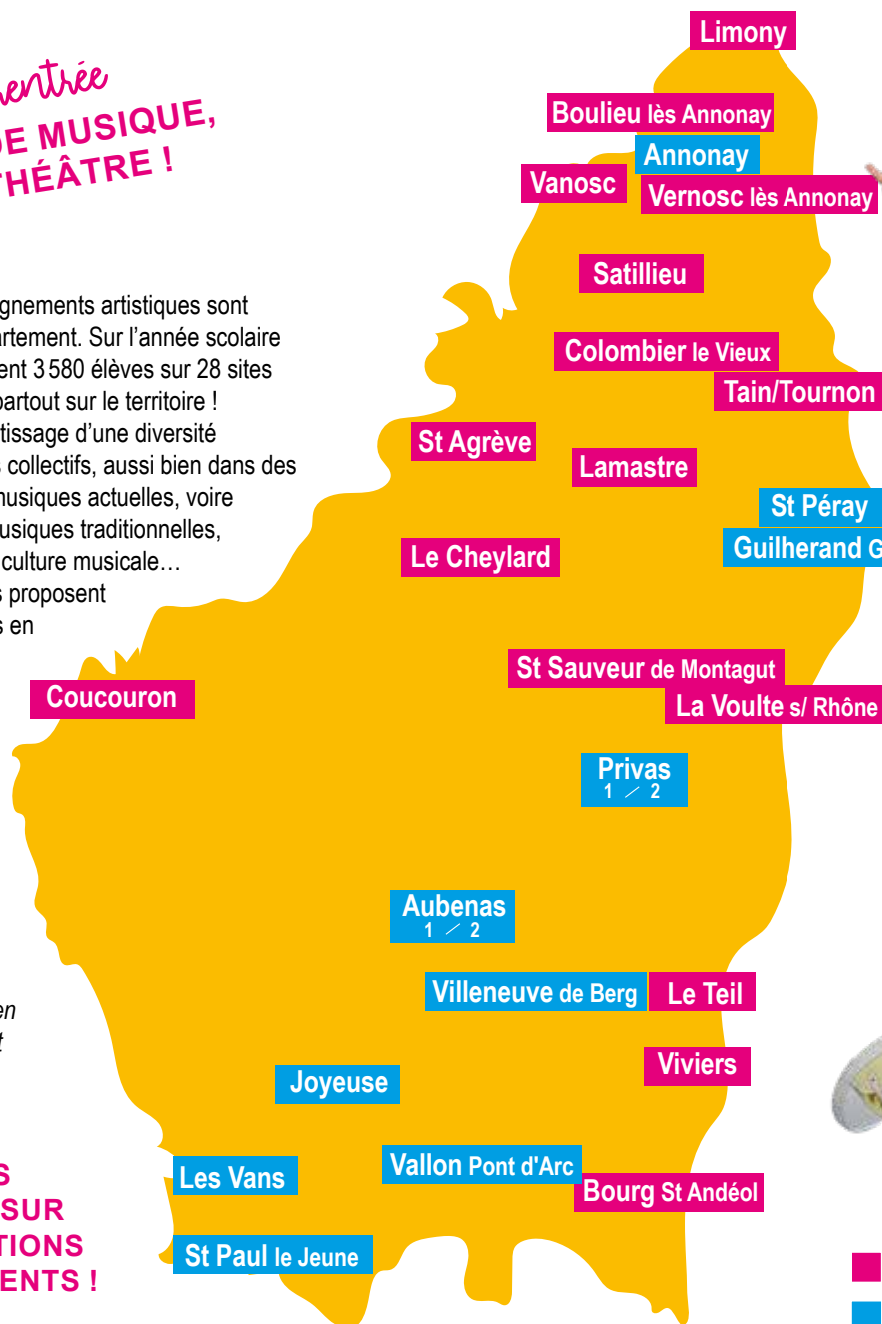 rentrée
DE MUSIQUE,
THÉÂTRE !
gnements artistiques sont
artement. Sur l’année scolaire
ent 3 580 élèves sur 28 sites
partout sur le territoire !
tissage d’une diversité
s collectifs, aussi bien dans des
musiques actuelles, voire
usiques traditionnelles,
culture musicale…
s proposent
s en
en
t
S
SUR
TIONS
ENTS !
Limony
Boulieu lès Annonay
Annonay
Vanosc
Vernosc lès Annonay
Satillieu
Colombier le Vieux
Tain/Tournon
St Agrève
Lamastre
St Péray
Guilherand G
Le Cheylard
St Sauveur de Montagut
Coucouron
La Voulte s/ Rhône
Privas
1 / 2
Aubenas
1 / 2
Villeneuve de Berg
Le Teil
Viviers
Joyeuse
Vallon Pont d'Arc
Les Vans
Bourg St Andéol
St Paul le Jeune